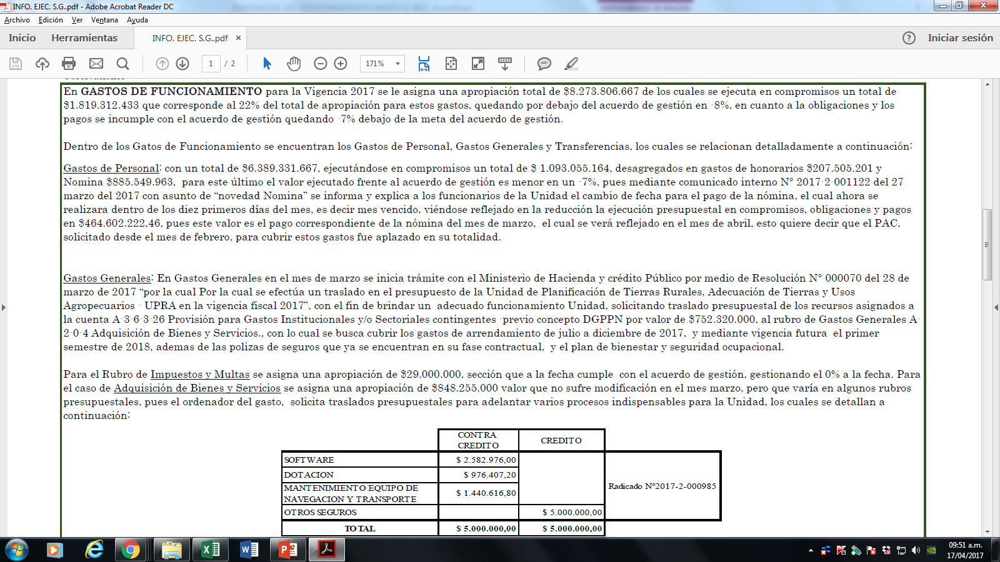 INFO. EJEC. S.G..pdf - Adobe Acrobat Reader DC
Archivo Edición Ver Ventana Ayuda
Inicio Herramientas INFO. EJEC. S.G..pdf × ? Iniciar sesión
1 / 2 171%
En GASTOS DE FUNCIONAMIENTO para la Vigencia 2017 se le asigna una apropiación total de $8.273.806.667 de los cuales se ejecuta en compromisos un total de
$1.819.312.433 que corresponde al 22% del total de apropiación para estos gastos, quedando por debajo del acuerdo de gestión en -8%, en cuanto a la obligaciones y los
pagos se incumple con el acuerdo de gestión quedando -7% debajo de la meta del acuerdo de gestión.
Dentro de los Gatos de Funcionamiento se encuentran los Gastos de Personal, Gastos Generales y Transferencias, los cuales se relacionan detalladamente a continuación:
Gastos de Personal: con un total de $6.389.331.667, ejecutándose en compromisos un total de $ 1.093.055.164, desagregados en gastos de honorarios $207.505.201 y
Nomina $885.549.963, para este último el valor ejecutado frente al acuerdo de gestión es menor en un -7%, pues mediante comunicado interno N° 2017-2-001122 del 27
marzo del 2017 con asunto de “novedad Nomina” se informa y explica a los funcionarios de la Unidad el cambio de fecha para el pago de la nómina, el cual ahora se
realizara dentro de los diez primeros días del mes, es decir mes vencido, viéndose reflejado en la reducción la ejecución presupuestal en compromisos, obligaciones y pagos
en $464.602.222,46, pues este valor es el pago correspondiente de la nómina del mes de marzo, el cual se verá reflejado en el mes de abril, esto quiere decir que el PAC,
solicitado desde el mes de febrero, para cubrir estos gastos fue aplazado en su totalidad.
Gastos Generales: En Gastos Generales en el mes de marzo se inicia trámite con el Ministerio de Hacienda y crédito Público por medio de Resolución N° 000070 del 28 de
marzo de 2017 “por la cual Por la cual se efectúa un traslado en el presupuesto de la Unidad de Planificación de Tierras Rurales, Adecuación de Tierras y Usos
Agropecuarios - UPRA en la vigencia fiscal 2017”, con el fin de brindar un adecuado funcionamiento Unidad, solicitando traslado presupuestal de los recursos asignados a
la cuenta A-3-6-3-26 Provisión para Gastos Institucionales y/o Sectoriales contingentes -previo concepto DGPPN por valor de $752.320.000, al rubro de Gastos Generales A-
2-0-4 Adquisición de Bienes y Servicios., con lo cual se busca cubrir los gastos de arrendamiento de julio a diciembre de 2017, y mediante vigencia futura el primer
semestre de 2018, ademas de las polizas de seguros que ya se encuentran en su fase contractual, y el plan de bienestar y seguridad ocupacional.
Para el Rubro de Impuestos y Multas se asigna una apropiación de $29.000.000, sección que a la fecha cumple con el acuerdo de gestión, gestionando el 0% a la fecha. Para
el caso de Adquisición de Bienes y Servicios se asigna una apropiación de $848.255.000 valor que no sufre modificación en el mes marzo, pero que varía en algunos rubros
presupuestales, pues el ordenador del gasto, solicita traslados presupuestales para adelantar varios procesos indispensables para la Unidad, los cuales se detallan a
continuación:
CONTRA
CREDITO CREDITO
SOFTWARE $ 2.582.976,00
DOTACION $ 976.407,20
MANTENIMIENTO EQUIPO DE
NAVEGACION Y TRANSPORTE $ 1.440.616,80
Radicado N°2017-2-000985
OTROS SEGUROS $ 5.000.000,00
TOTAL $ 5.000.000,00 $ 5.000.000,00
09:51 a.m.
17/04/2017